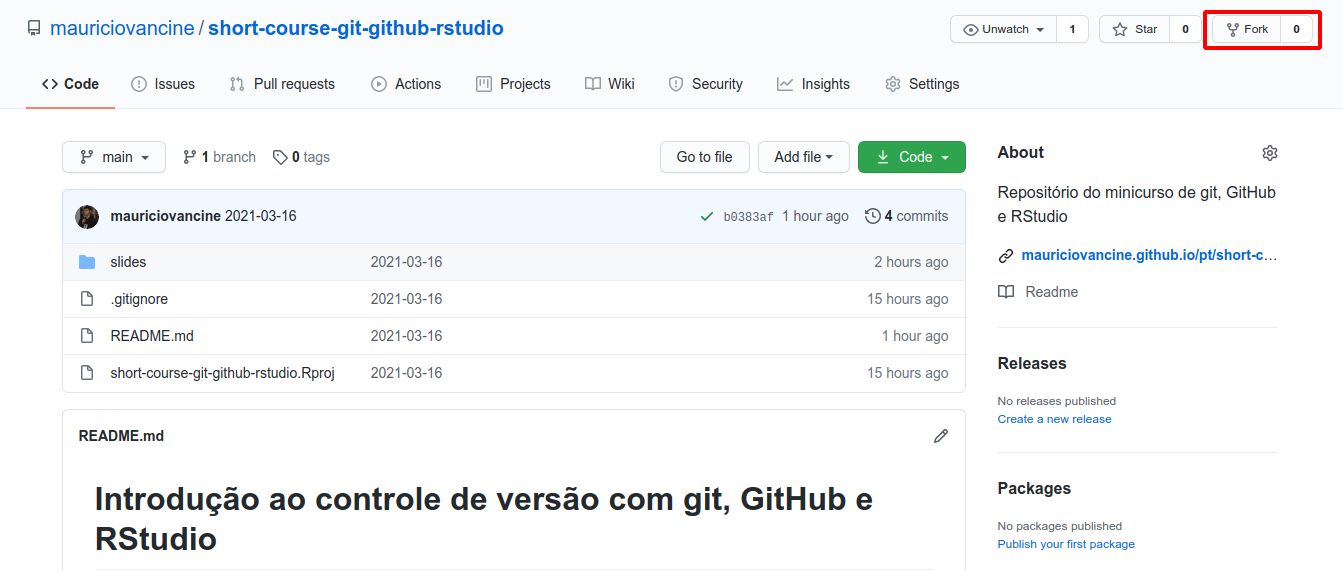 mauriciovancine / short-course-git-github-rstudio
Unwatch 1 Star 0 Fork 0
Code Issues Pull requests Actions Projects Wiki Security Insights Settings
main 1 branch 0 tags Go to file Add file Code
mauriciovancine 2021-03-16 b0383af 1 hour ago 4 commits
slides 2021-03-16 2 hours ago
.gitignore 2021-03-16 15 hours ago
README.md 2021-03-16 1 hour ago
short-course-git-github-rstudio.Rproj 2021-03-16 15 hours ago
README.md
Introdução ao controle de versão com git, GitHub e
RStudio
About
Repositório do minicurso de git, GitHub
e RStudio
mauriciovancine.github.io/pt/short-c...
Readme
Releases
No releases published
Create a new release
Packages
No packages published
Publish your first package